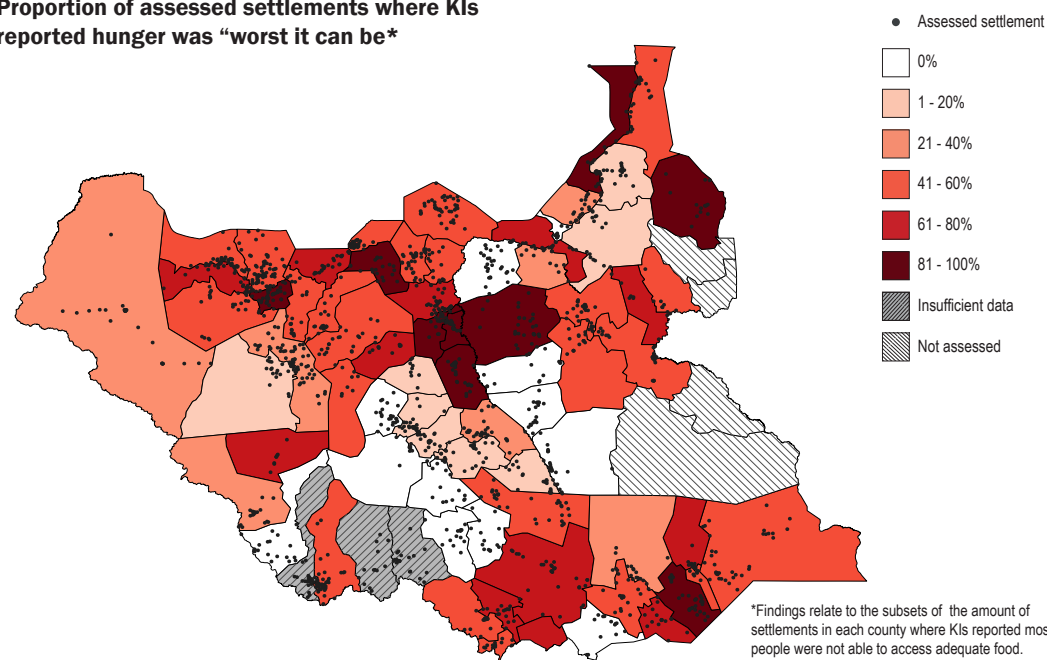 Proportion of assessed settlements where KIs
reported hunger was “worst it can be*
Assessed settlement
0%
1 - 20%
21 - 40%
41 - 60%
61 - 80%
81 - 100%
Insufficient data
Not assessed
*Findings relate to the subsets of the amount of
settlements in each county where KIs reported mos
people were not able to access adequate food.